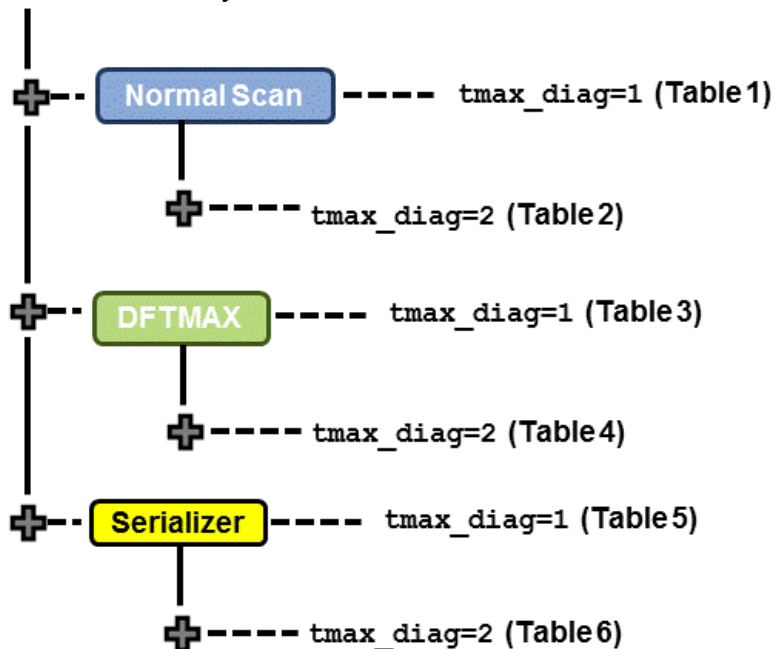 Normal Scan tmax_diag=1 (Table 1)
tmax_diag=2 (Table 2)
DFTMAX tmax_diag=1 (Table 3)
tmax_diag=2 (Table 4)
Serializer tmax_diag=1 (Table 5)
tmax_diag=2 (Table 6)